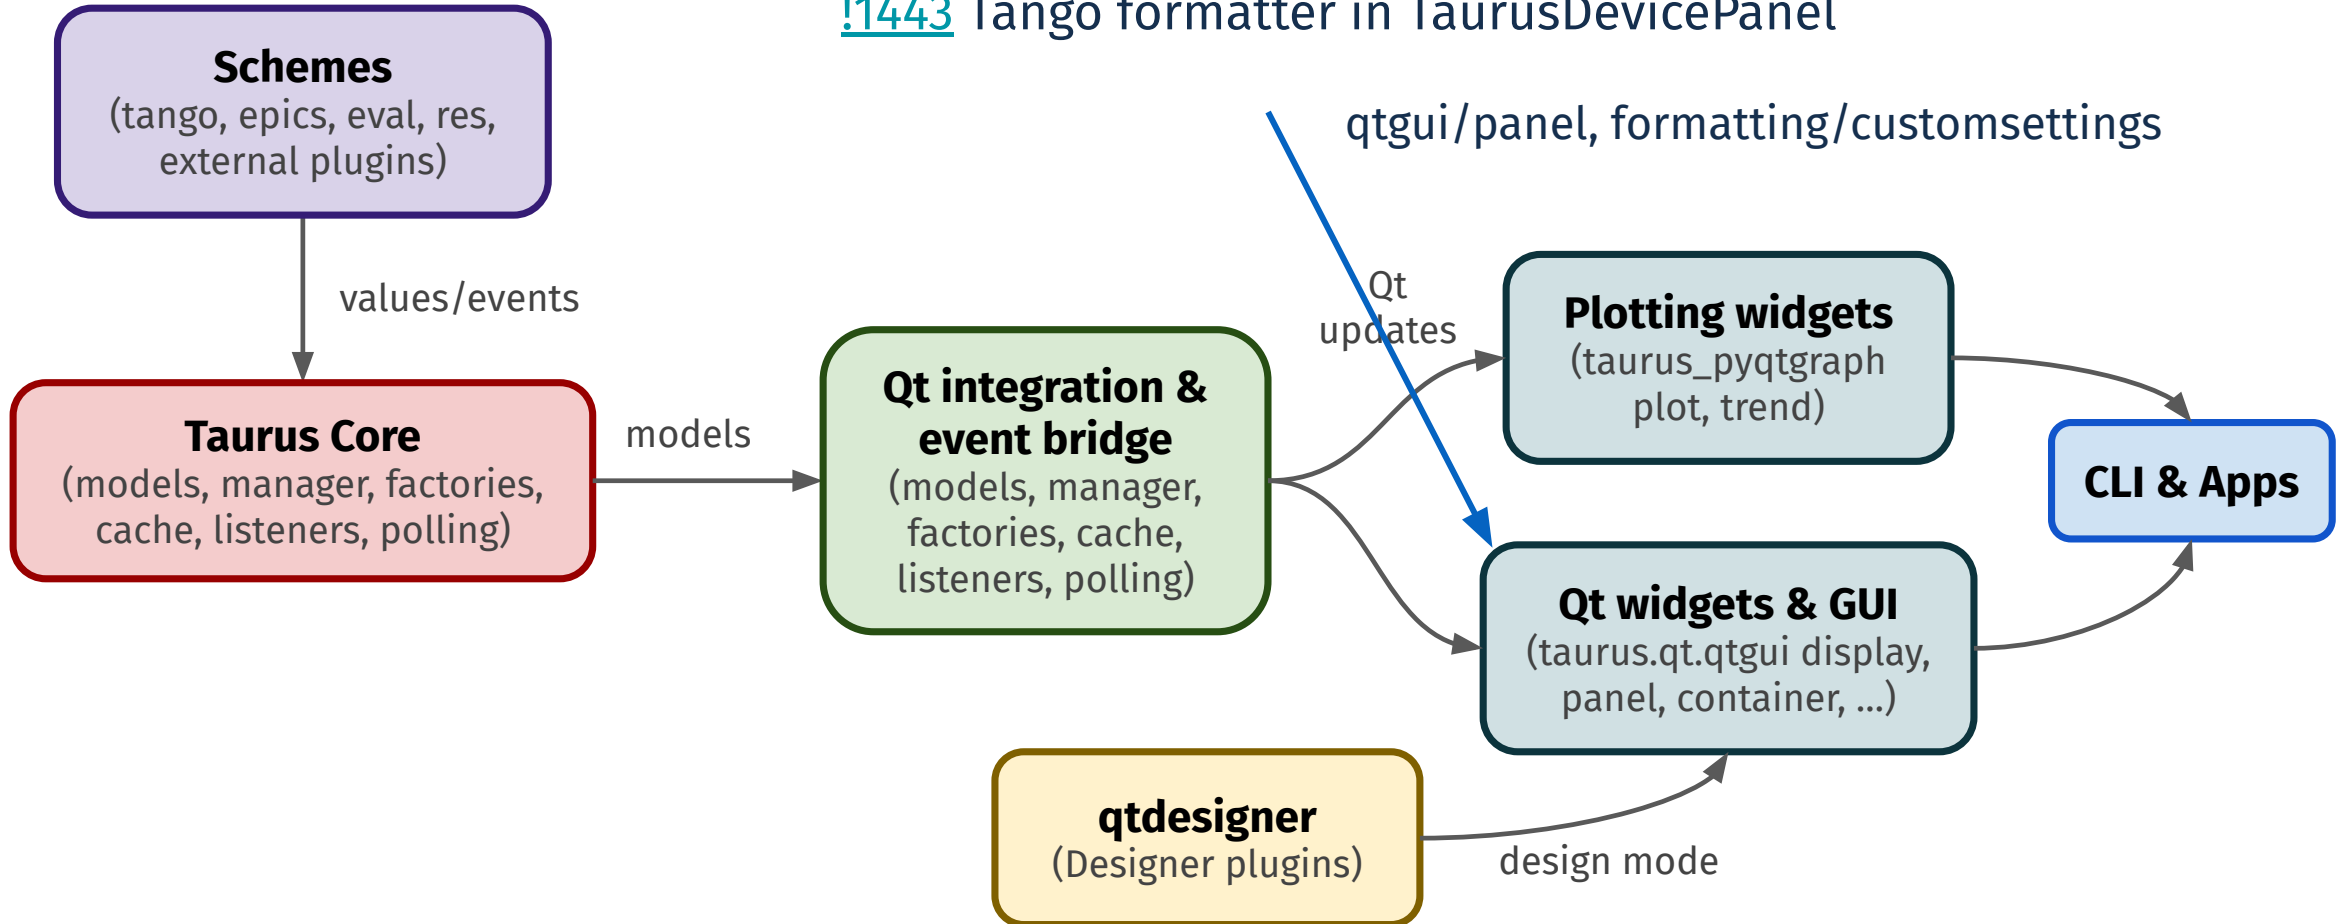 !1443 Tango formatter in TaurusDevicePanel
Schemes
(tango, epics, eval, res,
external plugins)
qtgui/panel, formatting/customsettings
values/events
Qt
updates
Plotting widgets
(taurus_pyqtgraph
plot, trend)
Taurus Core
(models, manager, factories,
cache, listeners, polling)
models
Qt integration &
event bridge
(models, manager,
factories, cache,
listeners, polling)
CLI & Apps
Qt widgets & GUI
(taurus.qt.qtgui display,
panel, container, ...)
qtdesigner
(Designer plugins)
design mode